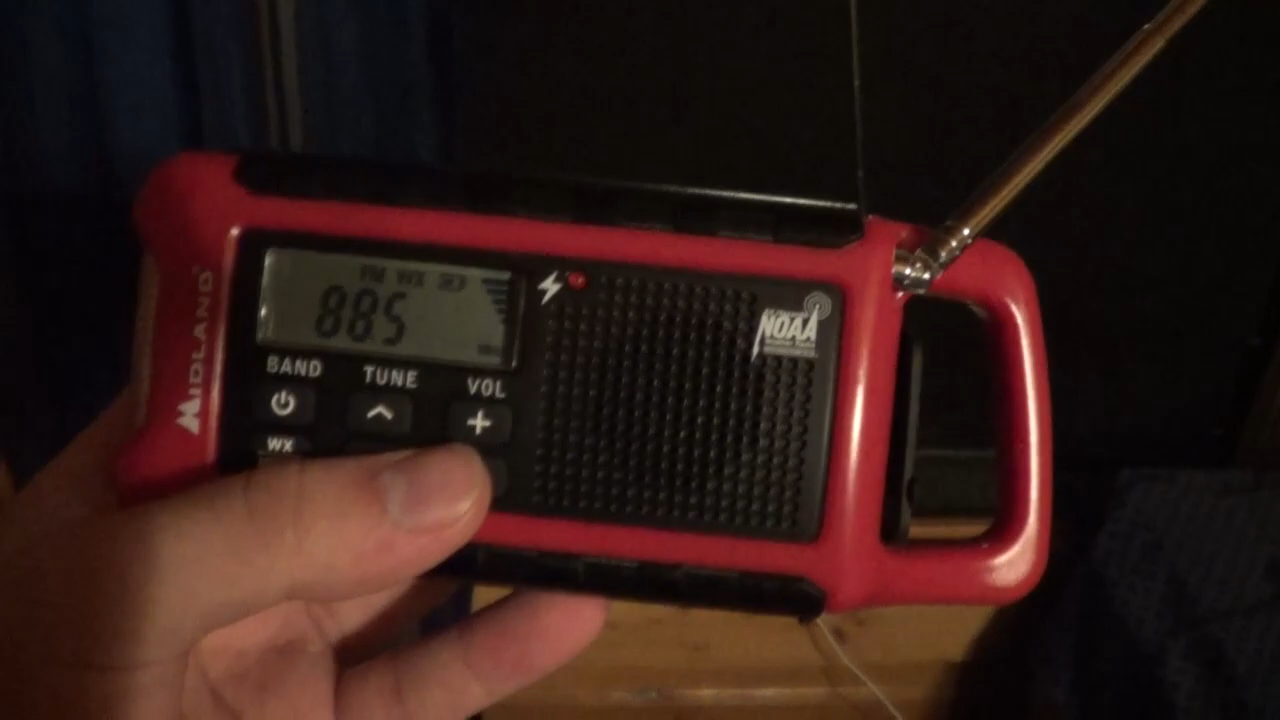 MIDLAND
FM WX
88.5
BAND
TUNE
VOL
+
WX
NOAA